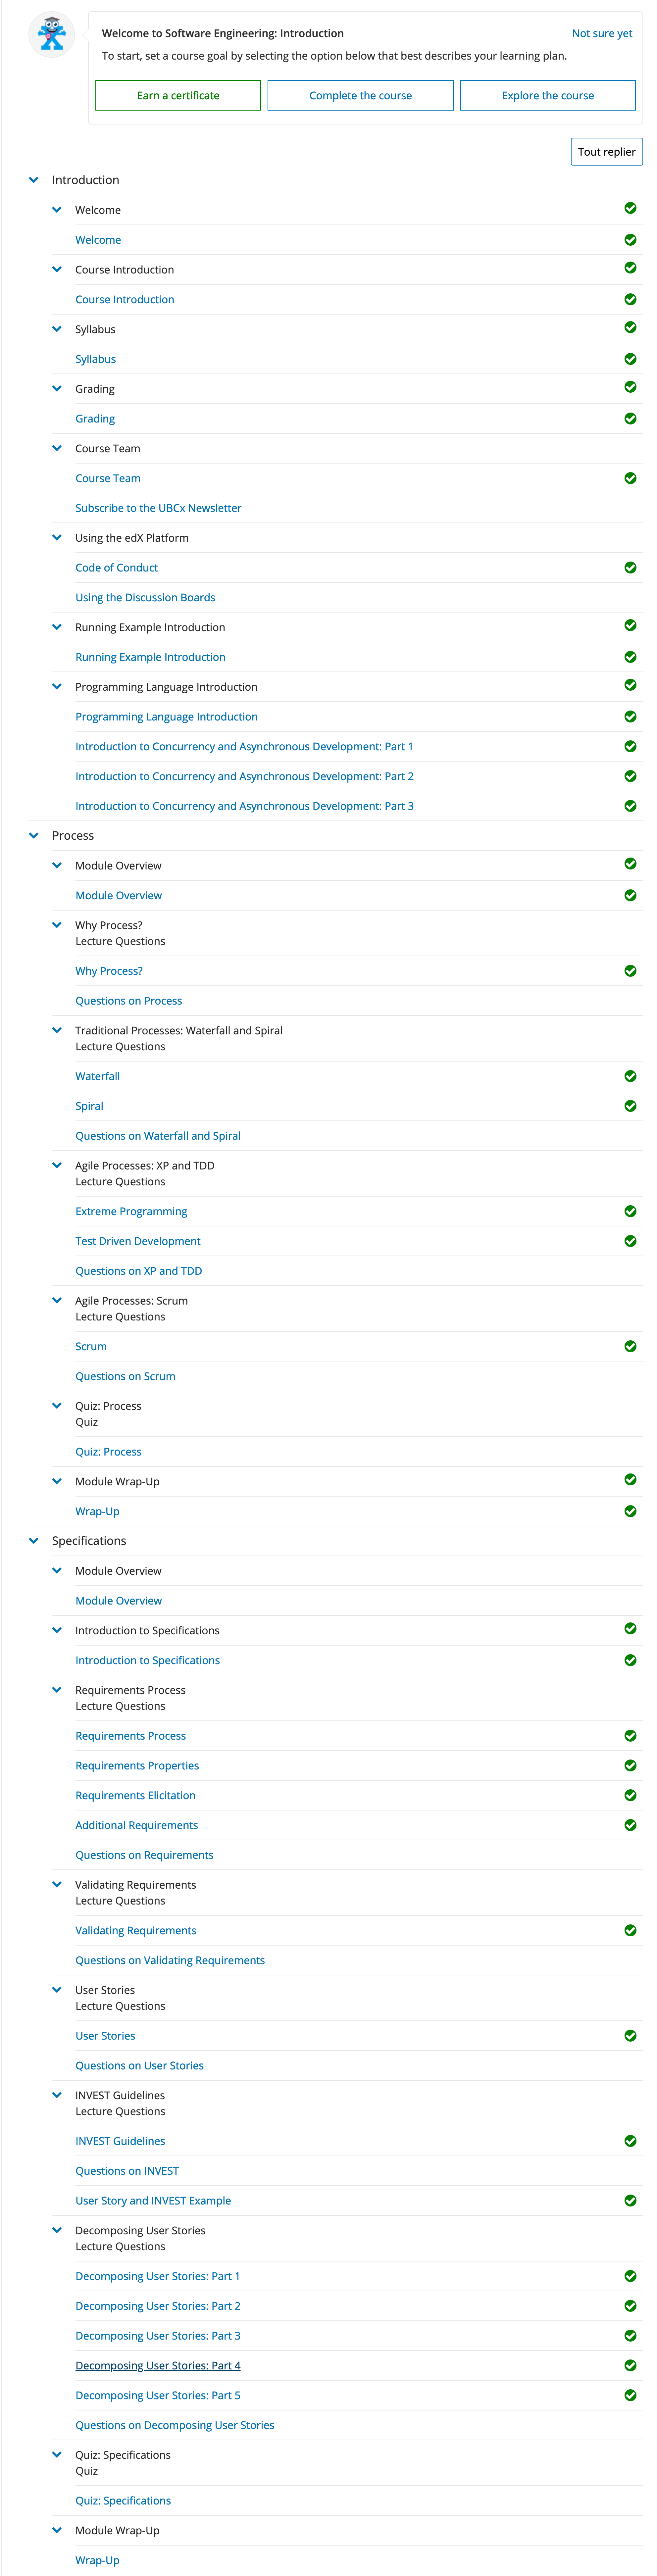 Welcome to Software Engineering: Introduction
Not sure yet
To start, set a course goal by selecting the option below that best describes your learning plan.
Earn a certificate
Complete the course
Explore the course
Tout replier
Introduction
Welcome
Welcome
Course Introduction
Course Introduction
Syllabus
Syllabus
Grading
Grading
Course Team
Course Team
Subscribe to the UBCx Newsletter
Using the edX Platform
Code of Conduct
Using the Discussion Boards
Running Example Introduction
Running Example Introduction
Programming Language Introduction
Programming Language Introduction
Introduction to Concurrency and Asynchronous Development: Part 1
Introduction to Concurrency and Asynchronous Development: Part 2
Introduction to Concurrency and Asynchronous Development: Part 3
Process
Module Overview
Module Overview
Why Process?
Lecture Questions
Why Process?
Questions on Process
Traditional Processes: Waterfall and Spiral
Lecture Questions
Waterfall
Spiral
Questions on Waterfall and Spiral
Agile Processes: XP and TDD
Lecture Questions
Extreme Programming
Test Driven Development
Questions on XP and TDD
Agile Processes: Scrum
Lecture Questions
Scrum
Questions on Scrum
Quiz: Process
Quiz
Quiz: Process
Module Wrap-Up
Wrap-Up
Specifications
Module Overview
Module Overview
Introduction to Specifications
Introduction to Specifications
Requirements Process
Lecture Questions
Requirements Process
Requirements Properties
Requirements Elicitation
Additional Requirements
Questions on Requirements
Validating Requirements
Lecture Questions
Validating Requirements
Questions on Validating Requirements
User Stories
Lecture Questions
User Stories
Questions on User Stories
INVEST Guidelines
Lecture Questions
INVEST Guidelines
Questions on INVEST
User Story and INVEST Example
Decomposing User Stories
Lecture Questions
Decomposing User Stories: Part 1
Decomposing User Stories: Part 2
Decomposing User Stories: Part 3
Decomposing User Stories: Part 4
Decomposing User Stories: Part 5
Questions on Decomposing User Stories
Quiz: Specifications
Quiz
Quiz: Specifications
Module Wrap-Up
Wrap-Up